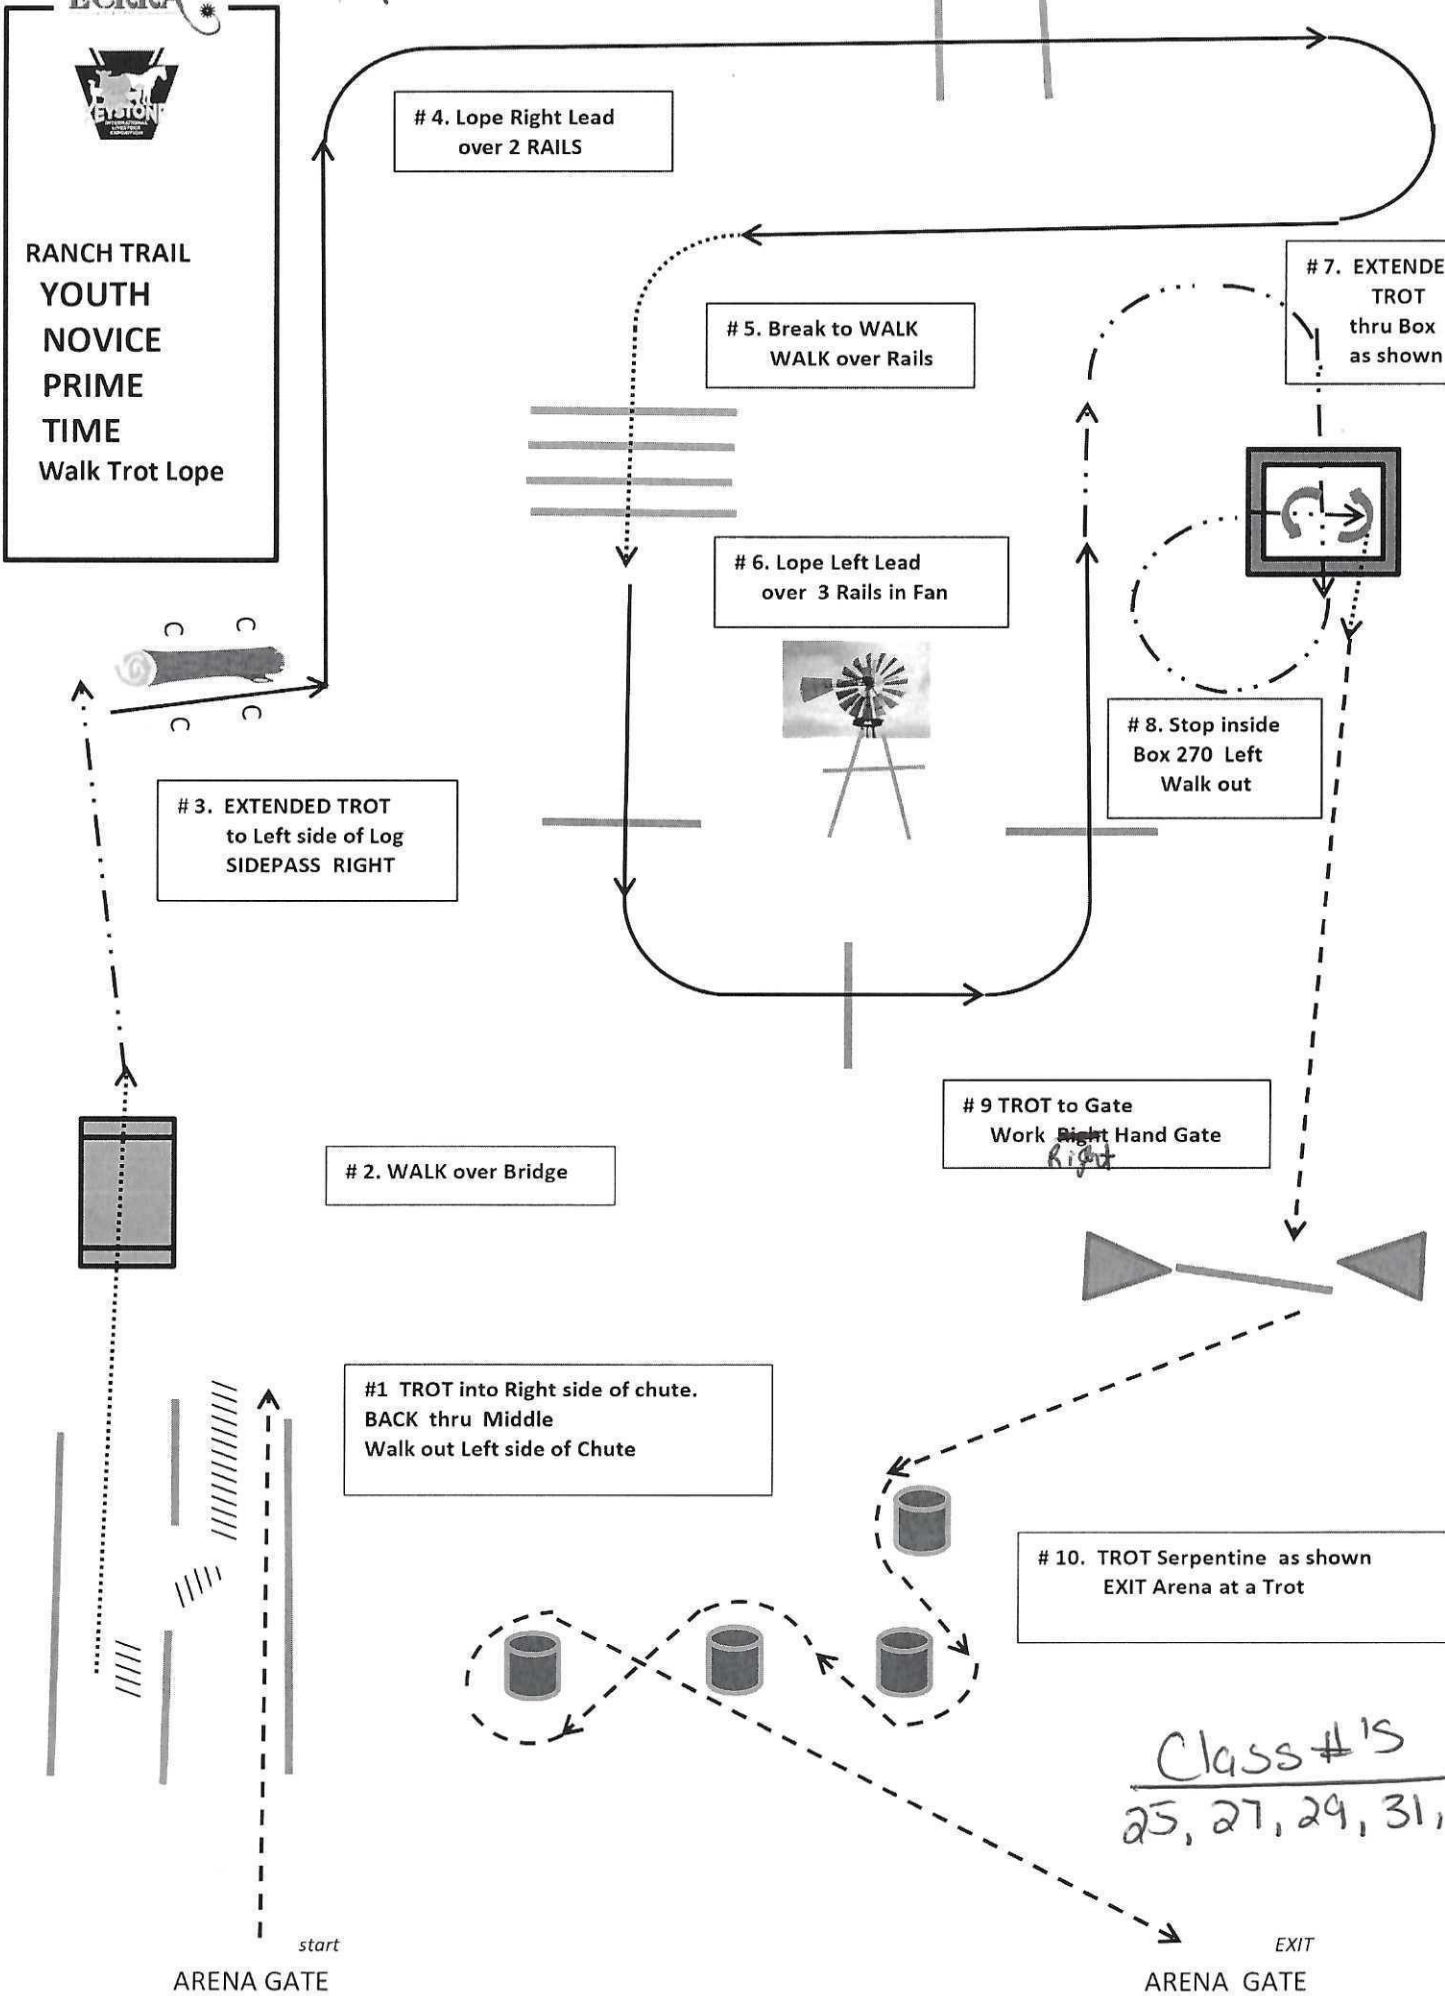 KEYSTONE
INTERNATIONAL
LIVESTOCK
EXPOSITION
RANCH TRAIL
YOUTH
NOVICE
PRIME
TIME
Walk Trot Lope
# 4. Lope Right Lead
over 2 RAILS
# 7. EXTENDE
TROT
thru Box
as shown
# 5. Break to WALK
WALK over Rails
# 6. Lope Left Lead
over 3 Rails in Fan
C C
C C
# 8. Stop inside
Box 270 Left
Walk out
# 3. EXTENDED TROT
to Left side of Log
SIDEPASS RIGHT
# 9 TROT to Gate
Work Right Hand Gate
Right
# 2. WALK over Bridge
#1 TROT into Right side of chute.
BACK thru Middle
Walk out Left side of Chute
# 10. TROT Serpentine as shown
EXIT Arena at a Trot
Class #'s
25, 27, 29, 31,
start
ARENA GATE
EXIT
ARENA GATE